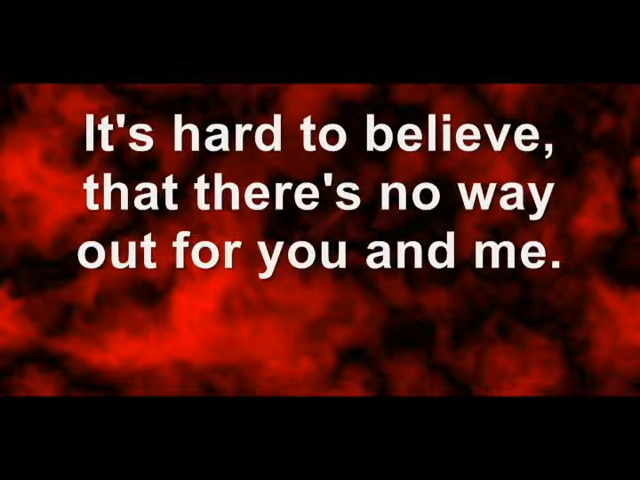 It's hard to believe,
that there's no way
out for you and me.